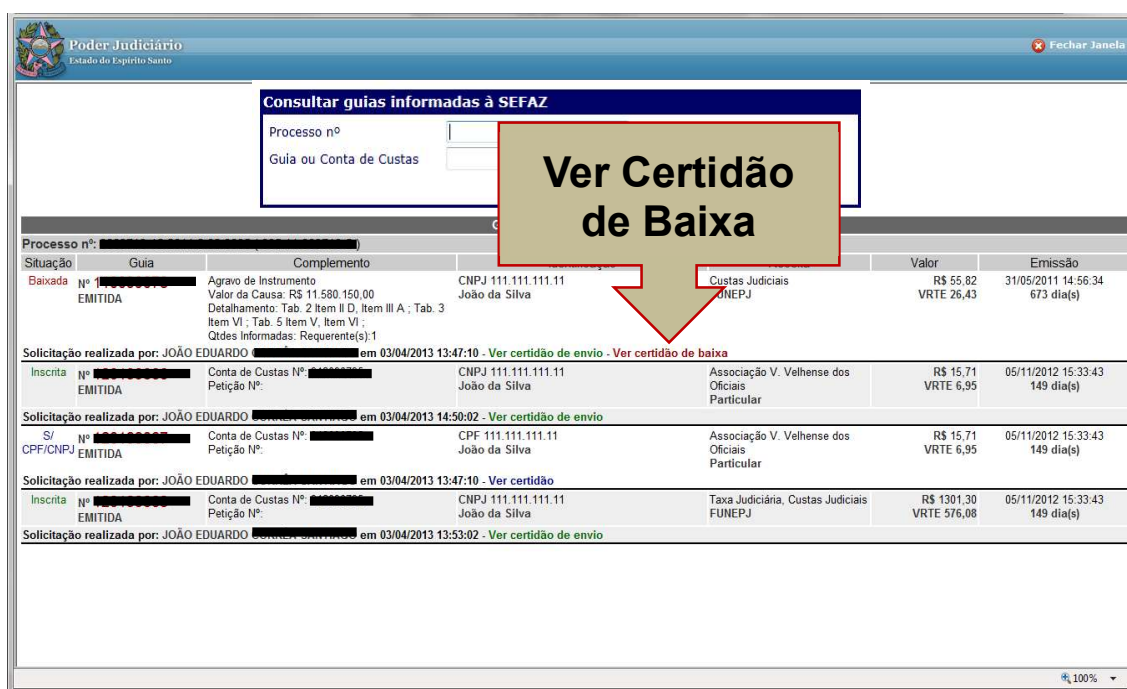 Poder Judiciário
Estado do Espírito Santo
Fechar Janela
Consultar guias informadas à SEFAZ
Processo nº
Guia ou Conta de Custas
Ver Certidão
de Baixa
Processo nº:
Situação Guia Complemento Valor Emissão
Baixada Nº Agravo de Instrumento CNPJ 111.111.111.11 Custas Judiciais R$ 55,82 31/05/2011 14:56:34
EMITIDA Valor da Causa: R$ 11.580.150,00 João da Silva FUNEPJ VRTE 26,43 673 dia(s)
Detalhamento: Tab. 2 Item II D, Item III A ; Tab. 3
Item VI ; Tab. 5 Item V, Item VI ;
Qtdes Informadas: Requerente(s):1
Solicitação realizada por: JOÃO EDUARDO em 03/04/2013 13:47:10 - Ver certidão de envio - Ver certidão de baixa
Inscrita Nº Conta de Custas Nº: CNPJ 111.111.111.11 Associação V. Velhense dos R$ 15,71 05/11/2012 15:33:43
EMITIDA Petição Nº: João da Silva Oficiais VRTE 6,95 149 dia(s)
Particular
Solicitação realizada por: JOÃO EDUARDO em 03/04/2013 14:50:02 - Ver certidão de envio
S/ Nº Conta de Custas Nº: CPF 111.111.111.11 Associação V. Velhense dos R$ 15,71 05/11/2012 15:33:43
CPF/CNPJ EMITIDA Petição Nº: João da Silva Oficiais VRTE 6,95 149 dia(s)
Particular
Solicitação realizada por: JOÃO EDUARDO em 03/04/2013 13:47:10 - Ver certidão
Inscrita Nº Conta de Custas Nº: CNPJ 111.111.111.11 Taxa Judiciária, Custas Judiciais R$ 1301,30 05/11/2012 15:33:43
EMITIDA Petição Nº: João da Silva FUNEPJ VRTE 576,08 149 dia(s)
Solicitação realizada por: JOÃO EDUARDO em 03/04/2013 13:53:02 - Ver certidão de envio
100%